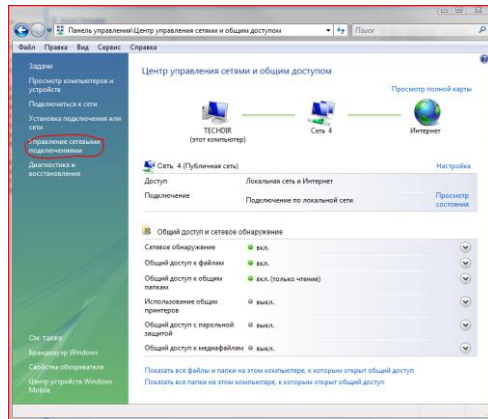 Панель управления\Центр управления сетями и общим доступом
Поиск
Файл Правка Вид Сервис Справка
Задачи
Просмотр компьютеров и
устройств
Подключиться к сети
Установка подключения или
сети
Управление сетевыми
подключениями
Диагностика и
восстановление
См. также
Брандмауэр Windows
Свойства обозревателя
Центр устройств Windows
Mobile
Центр управления сетями и общим доступом
Просмотр полной карты
TECHDIR
(этот компьютер)
Сеть 4
Интернет
Сеть 4 (Публичная сеть)
Настройка
Доступ Локальная сеть и Интернет
Подключение Подключение по локальной сети
Просмотр
состояния
Общий доступ и сетевое обнаружение
Сетевое обнаружение вкл.
Общий доступ к файлам вкл.
Общий доступ к общим
папкам
вкл. (только чтение)
Использование общих
принтеров
выкл.
Общий доступ с парольной
защитой
выкл.
Общий доступ к медиафайлам выкл.
Показать все файлы и папки на этом компьютере, к которым открыт общий доступ
Показать все папки на этом компьютере, к которым открыт общий доступ